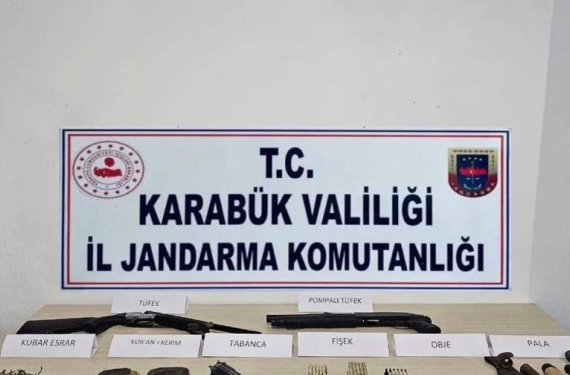 T.C.
KARABÜK VALİLİĞİ
İL JANDARMA KOMUTANLIĞI
TÜFEK
POMPALI TÜFEK
KUBAR ESRAR
KUR'AN-I KERİM
TABANCA
FİŞEK
OBJE
PALA